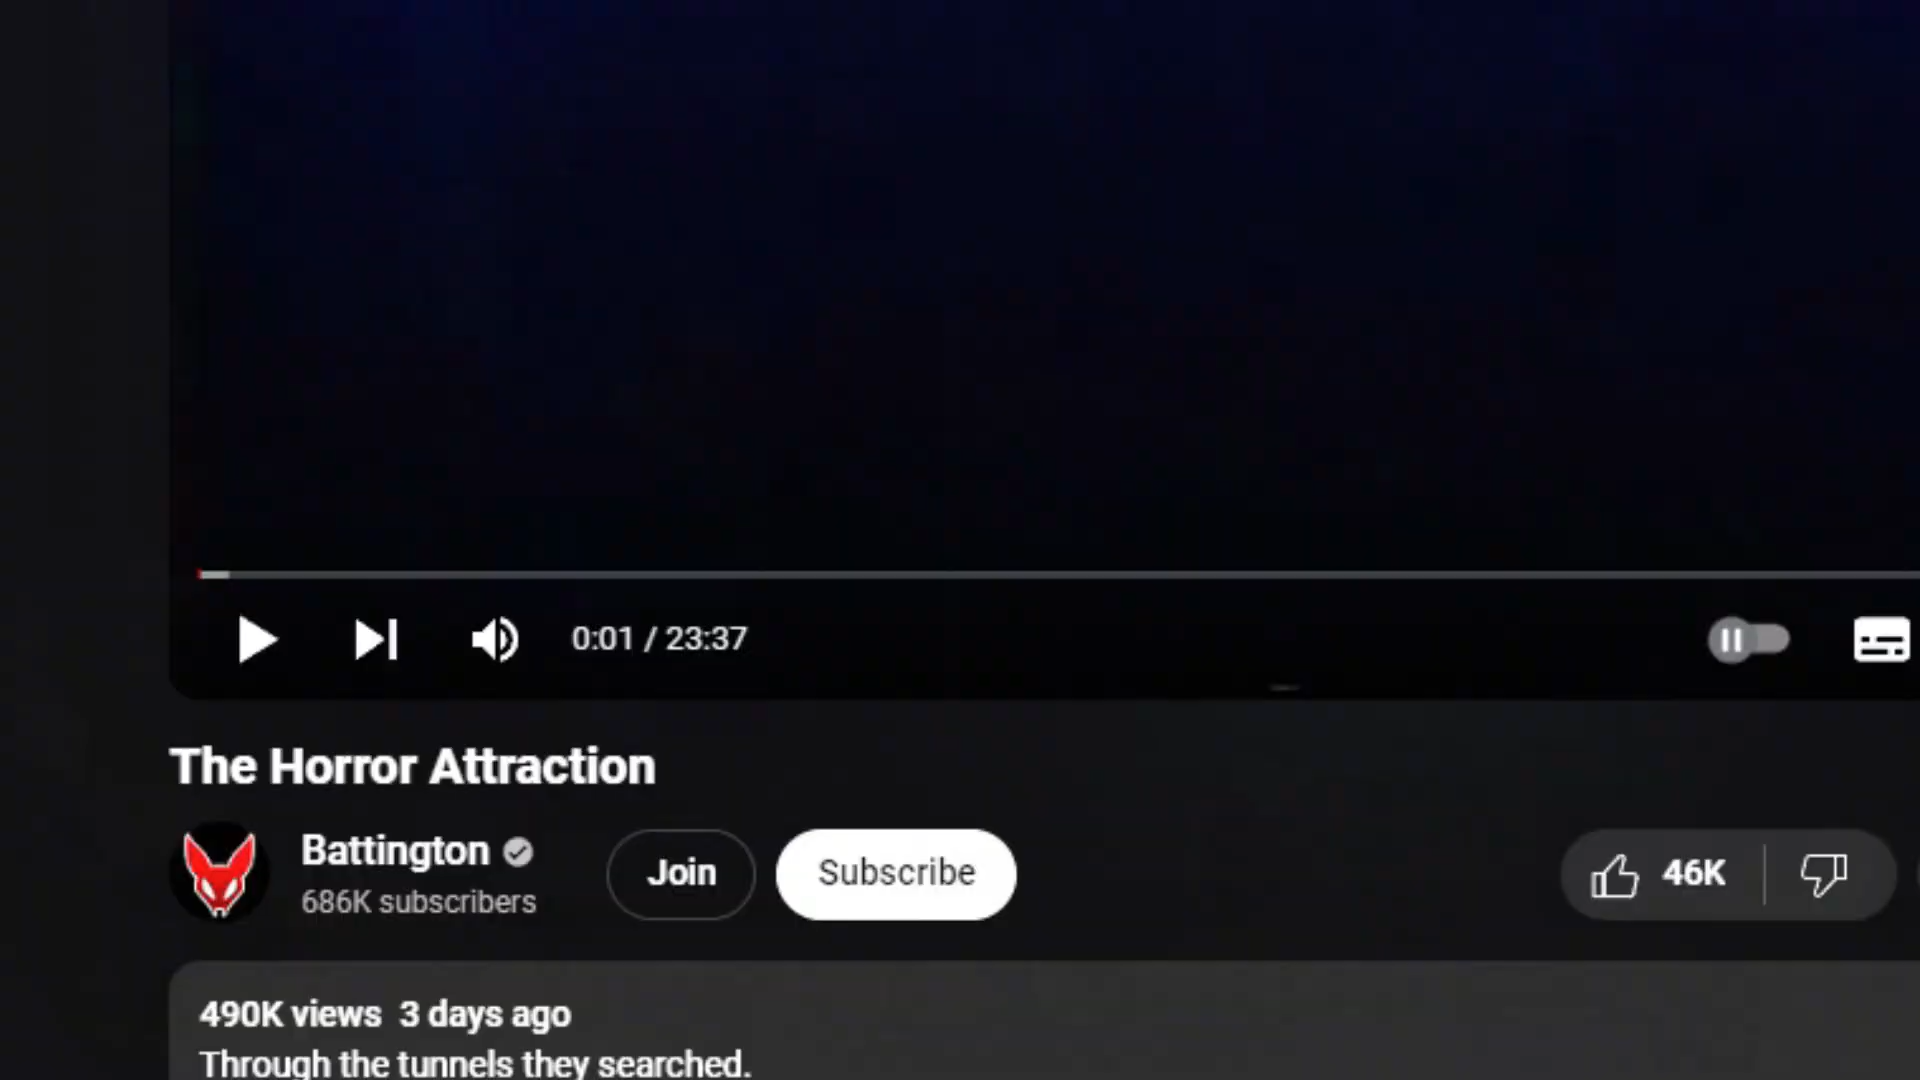 0:01 / 23:37
The Horror Attraction
Battington
686K subscribers
Join
Subscribe
46K
490K views 3 days ago
Through the tunnels they searched.